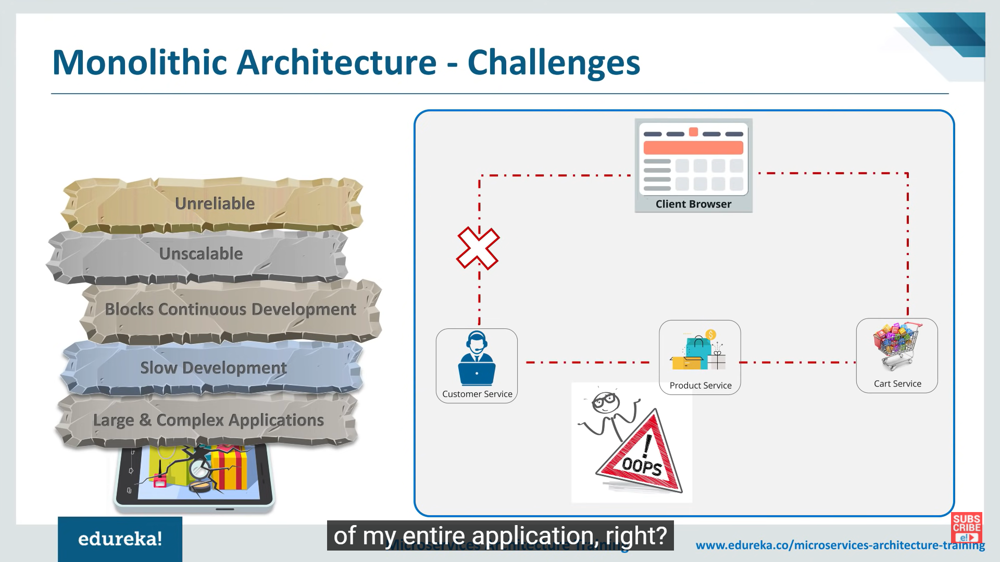 Monolithic Architecture - Challenges
Unreliable
Unscalable
Blocks Continuous Development
Slow Development
Large & Complex Applications
Client Browser
Customer Service
Product Service
Cart Service
!
OOPS
$
edureka!
of my entire application, right?
Microservices Architecture Training
www.edureka.co/microservices-architecture-training
SUBS
CRIBE
e!